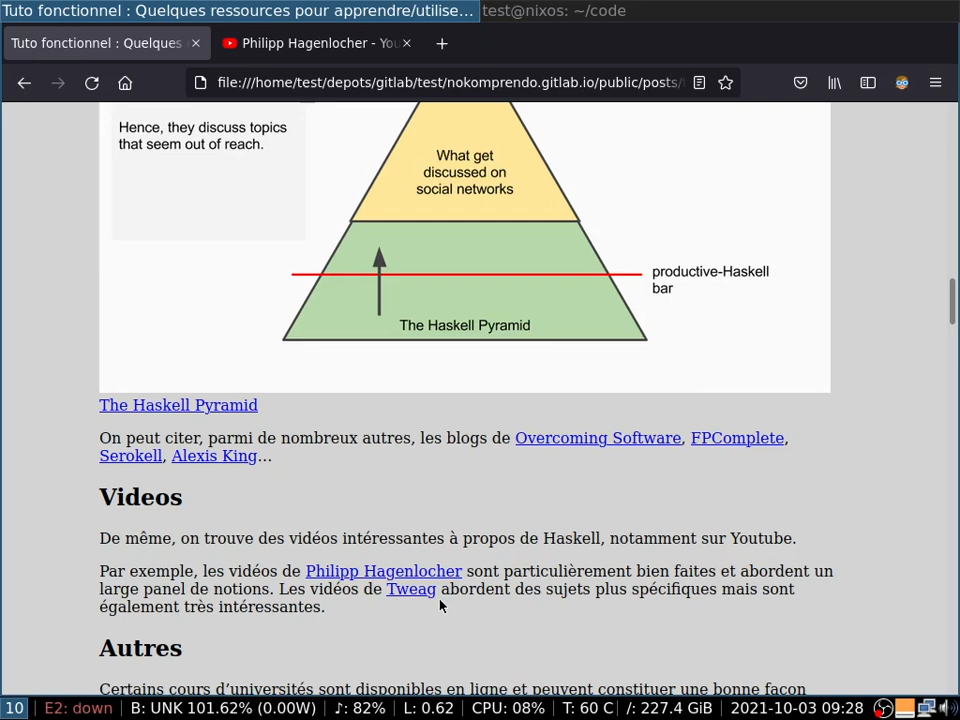 Tuto fonctionnel : Quelques ressources pour apprendre/utilise... test@nixos: ~/code
Tuto fonctionnel : Quelques Philipp Hagenlocher - You
file:///home/test/depots/gitlab/test/nokomprendo.gitlab.io/public/posts/
Hence, they discuss topics
that seem out of reach.
What get
discussed on
social networks
productive-Haskell
bar
The Haskell Pyramid
The Haskell Pyramid
On peut citer, parmi de nombreux autres, les blogs de Overcoming Software, FPComplete,
Serokell, Alexis King...
Videos
De même, on trouve des vidéos intéressantes à propos de Haskell, notamment sur Youtube.
Par exemple, les vidéos de Philipp Hagenlocher sont particulièrement bien faites et abordent un
large panel de notions. Les vidéos de Tweag abordent des sujets plus spécifiques mais sont
également très intéressantes.
Autres
Certains cours d’universités sont disponibles en ligne et peuvent constituer une bonne façon
10 E2: down B: UNK 101.62% (0.00W) ♪: 82% L: 0.62 CPU: 08% T: 60 C /: 227.4 GiB 2021-10-03 09:28